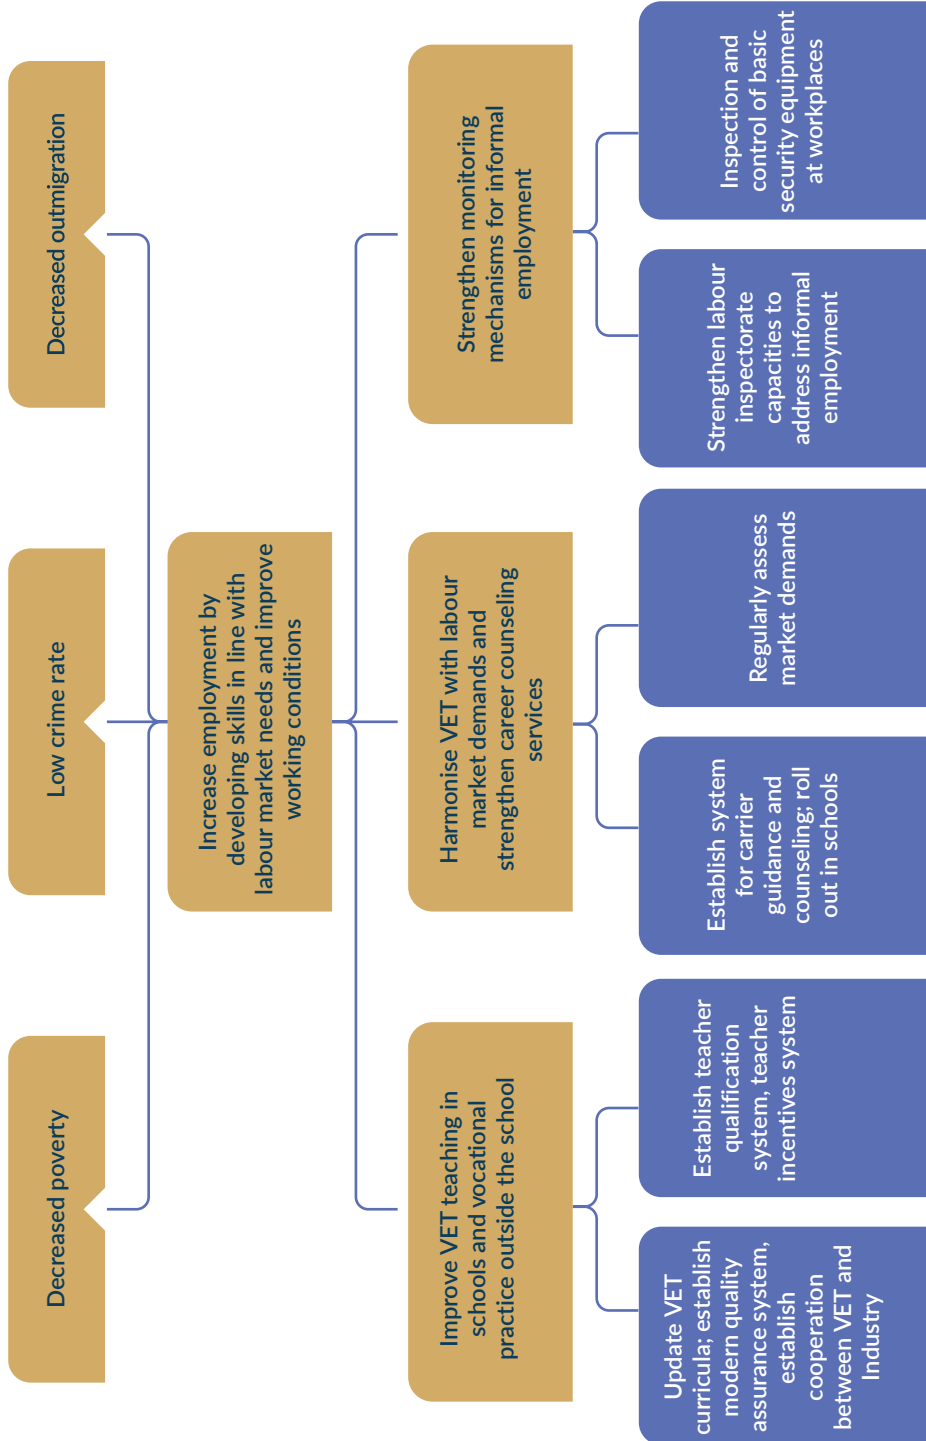 Decreased poverty
Low crime rate
Decreased outmigration
Increase employment by
developing skills in line with
labour market needs and improve
working conditions
Improve VET teaching in
schools and vocational
practice outside the school
Harmonise VET with labour
market demands and
strengthen career counseling
services
Strengthen monitoring
mechanisms for informal
employment
Update VET
curricula; establish
modern quality
assurance system,
establish
cooperation
between VET and
Industry
Establish teacher
qualification
system, teacher
incentives system
Establish system
for carrier
guidance and
counseling; roll
out in schools
Regularly assess
market demands
Strengthen labour
inspectorate
capacities to
address informal
employment
Inspection and
control of basic
security equipment
at workplaces